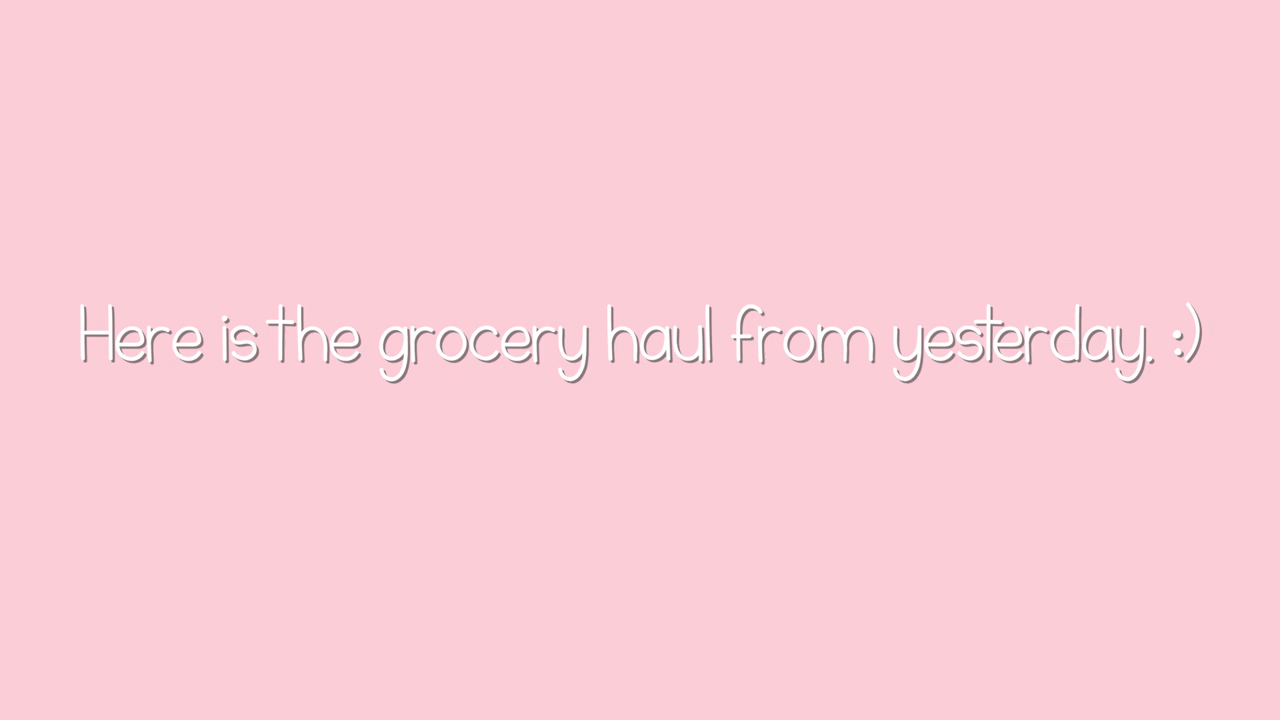 Here is the grocery haul from yesterday. :)